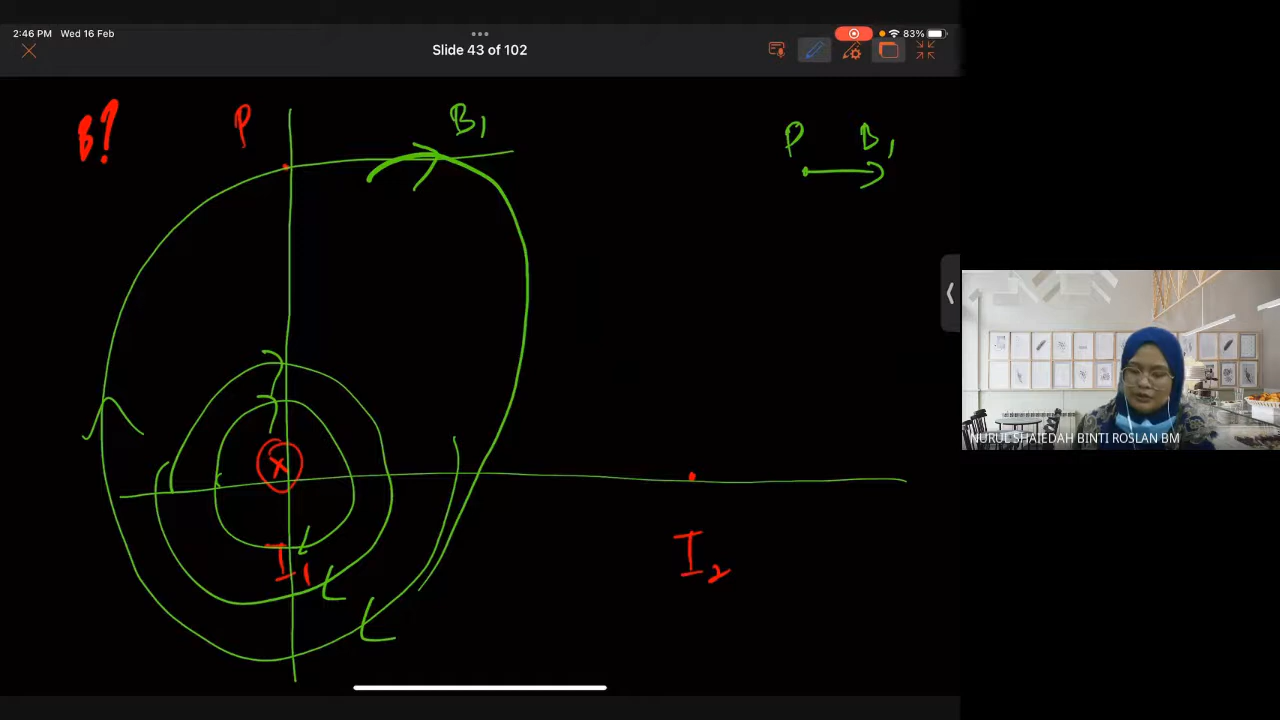 2:46 PM Wed 16 Feb
83%
Slide 43 of 102
B?
P
B1
P B1
x
I1
I2
NURUL SHAIEDAH BINTI ROSLAN BM